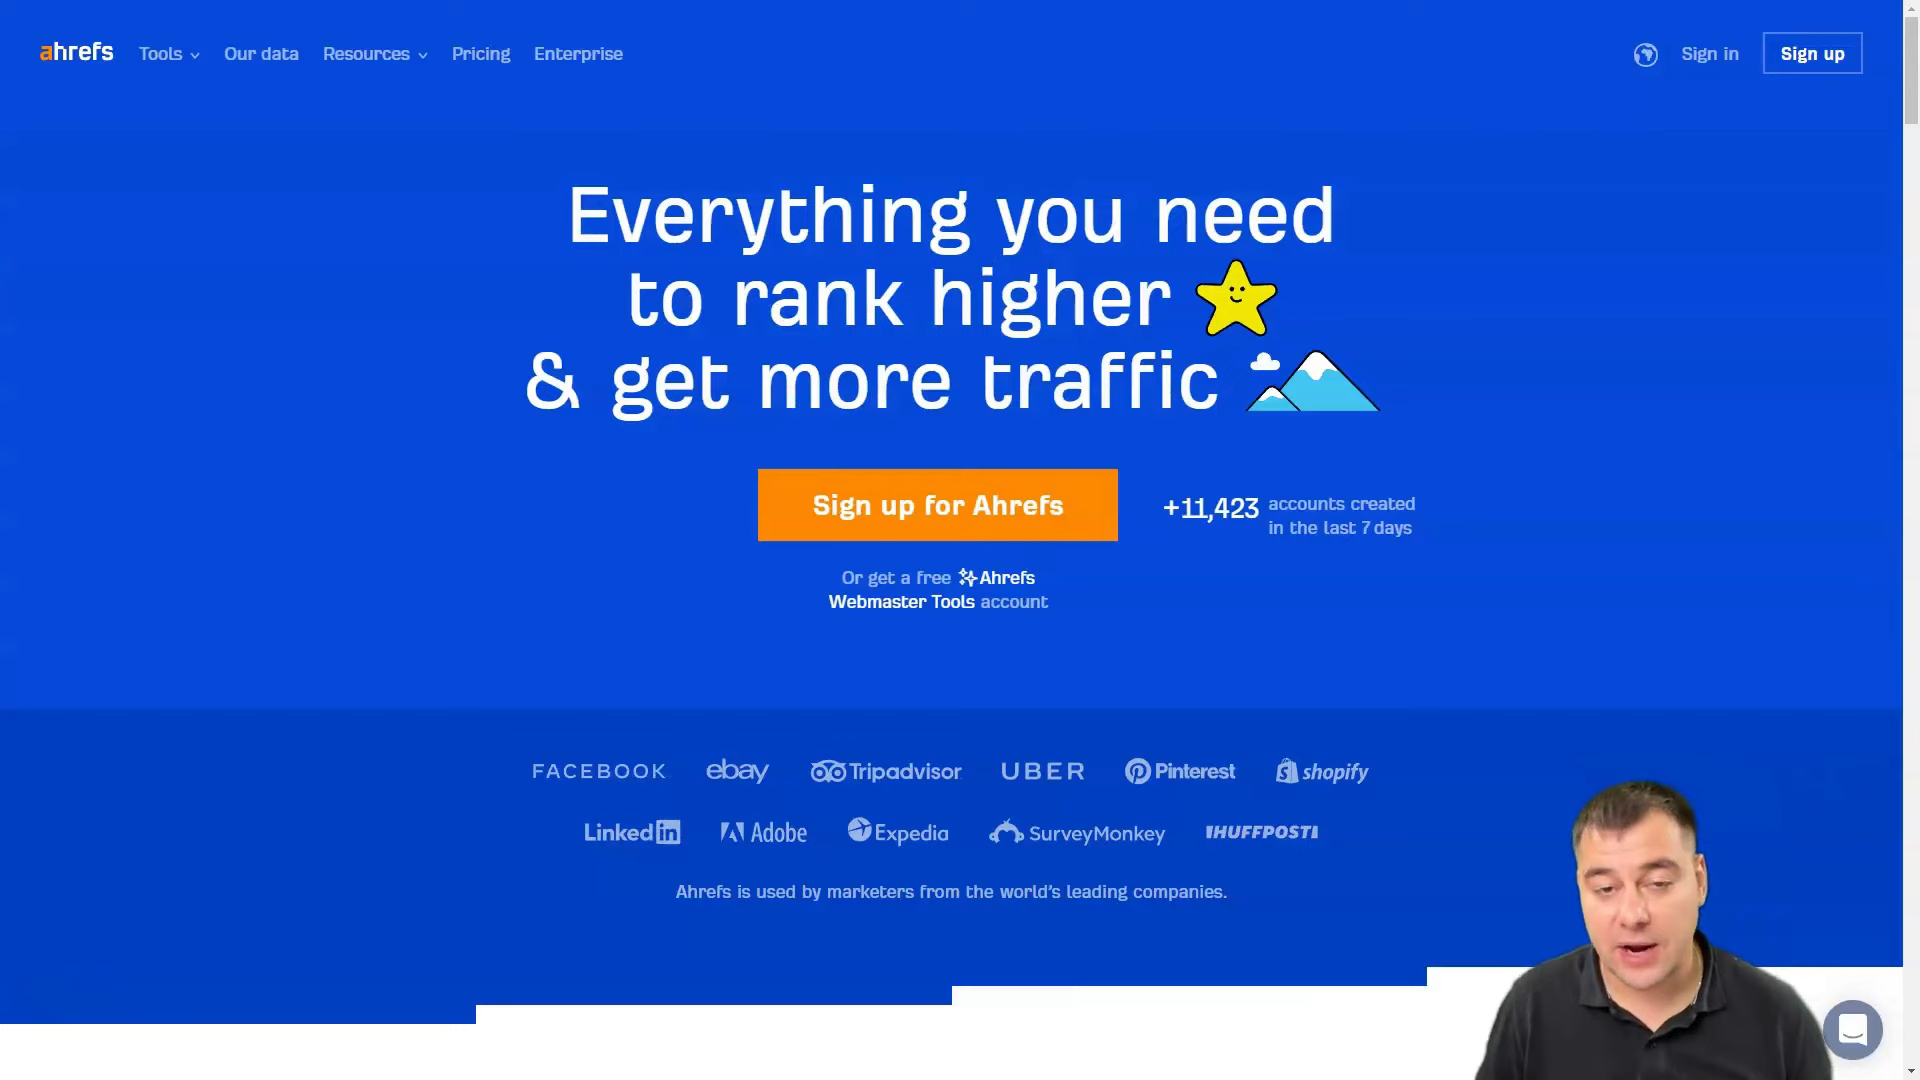 ahrefs Tools Our data Resources Pricing Enterprise Sign in Sign up
Everything you need
to rank higher
& get more traffic
Sign up for Ahrefs
+11,423 accounts created
in the last 7 days
Or get a free Ahrefs
Webmaster Tools account
FACEBOOK ebay Tripadvisor UBER Pinterest shopify
LinkedIn Adobe Expedia SurveyMonkey HUFFPOST
Ahrefs is used by marketers from the world's leading companies.